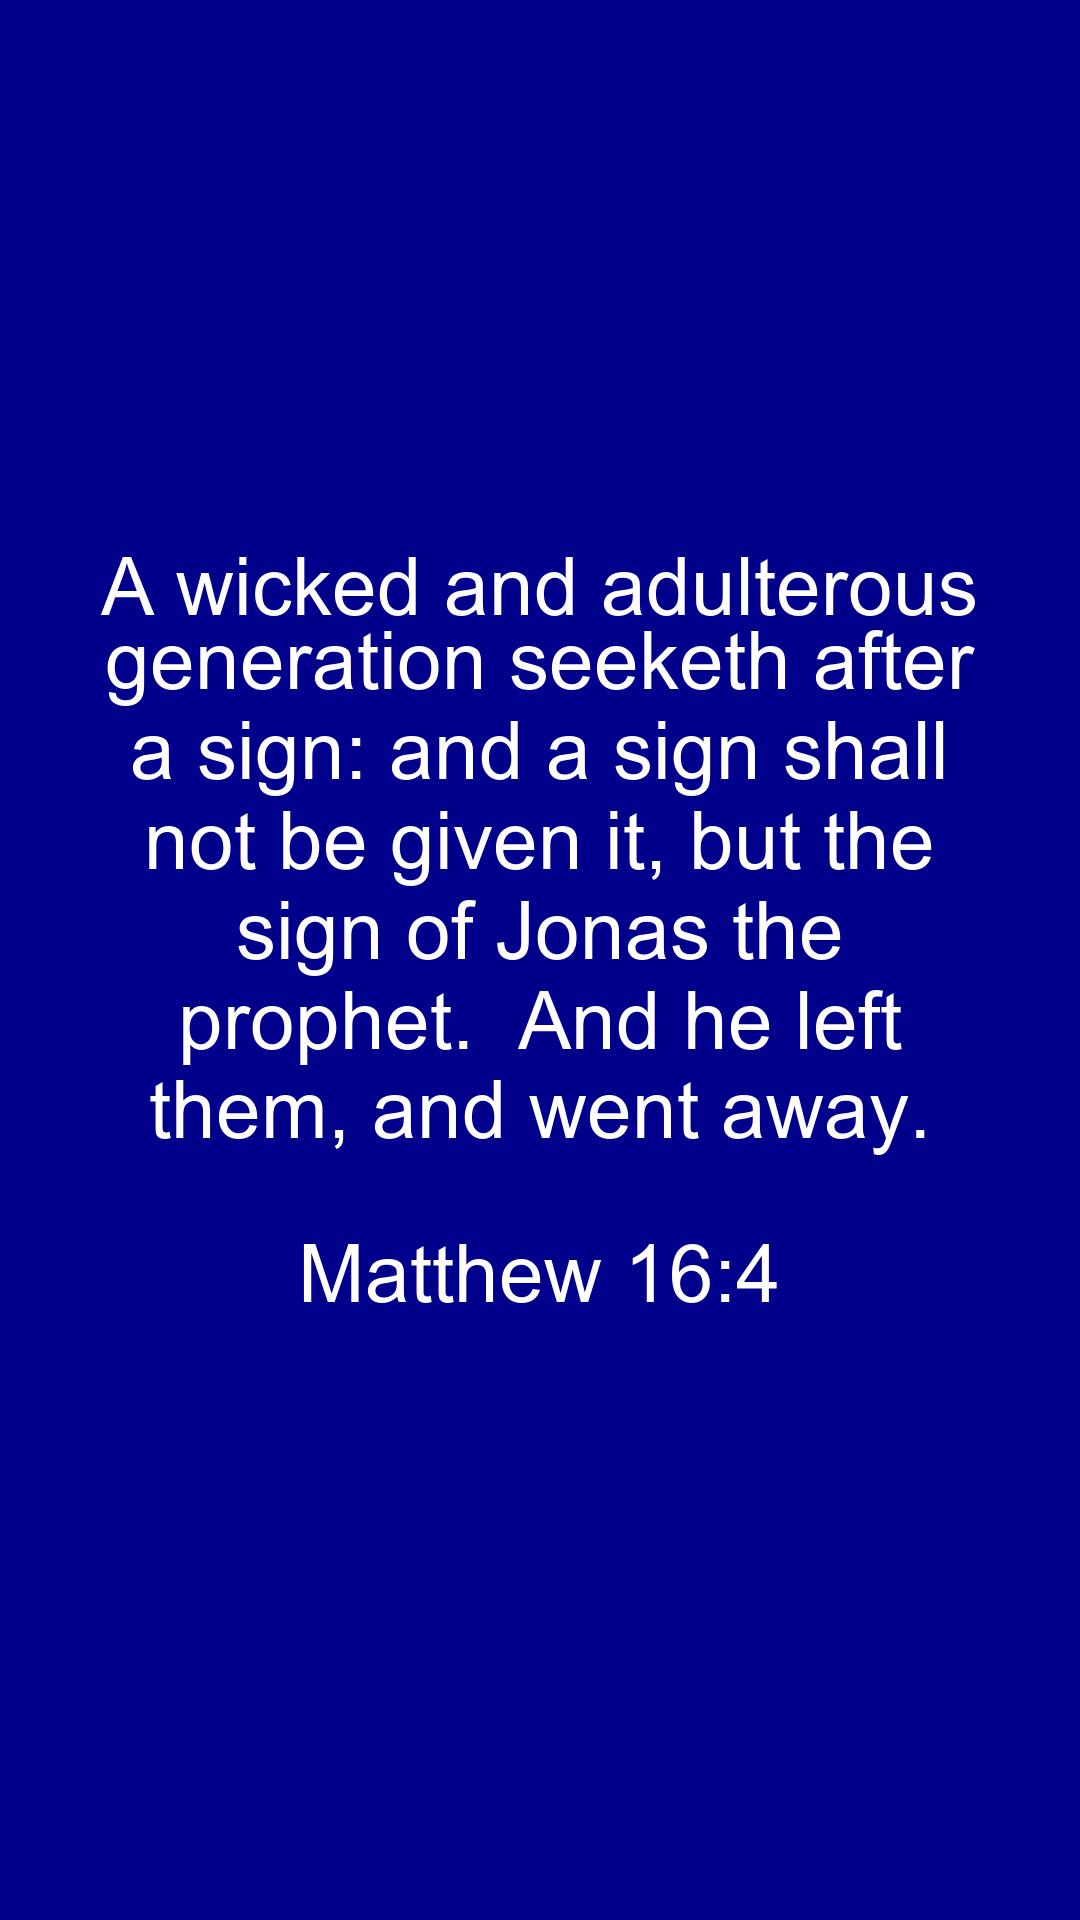 A wicked and adulterous
generation seeketh after
a sign: and a sign shall
not be given it, but the
sign of Jonas the
prophet.  And he left
them, and went away.
Matthew 16:4